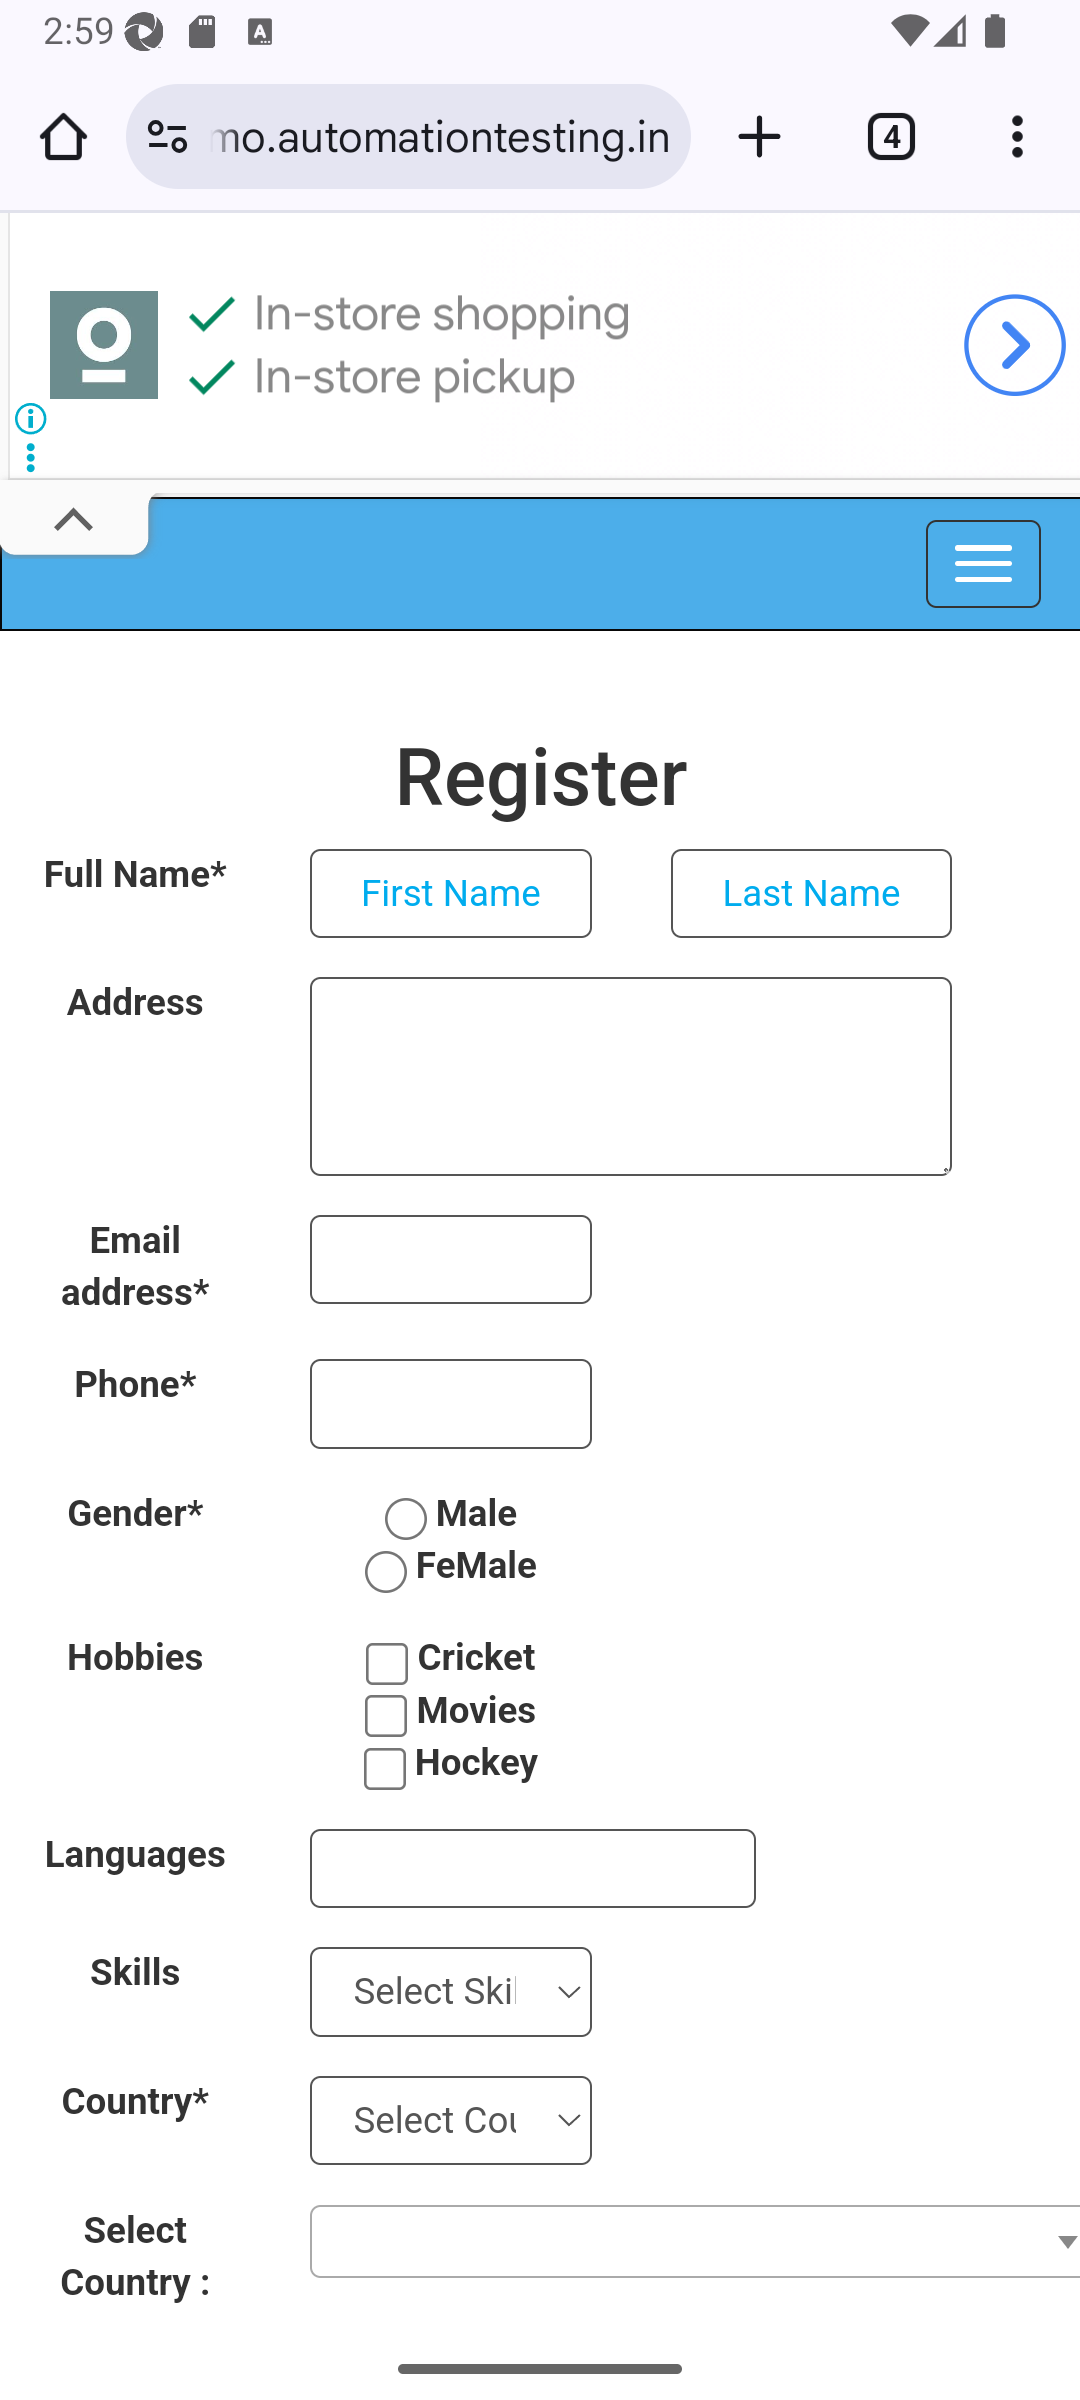 2:59
mo.automationtesting.in
4
In-store shopping
In-store pickup
Register
Full Name*
First Name
Last Name
Address
Email
address*
Phone*
Gender*
Male
FeMale
Hobbies
Cricket
Movies
Hockey
Languages
Skills
Select Skil
Country*
Select Cou
Select
Country :